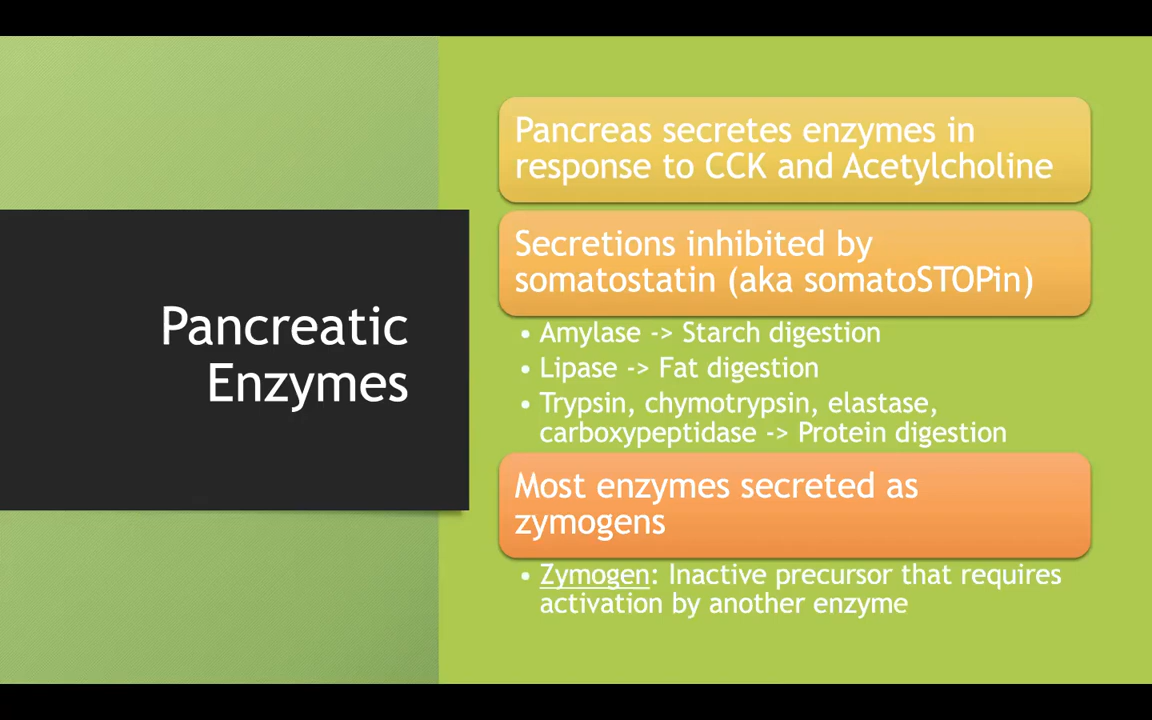 Pancreatic
Enzymes
Pancreas secretes enzymes in
response to CCK and Acetylcholine
Secretions inhibited by
somatostatin (aka somatoSTOPin)
• Amylase -> Starch digestion
• Lipase -> Fat digestion
• Trypsin, chymotrypsin, elastase,
carboxypeptidase -> Protein digestion
Most enzymes secreted as
zymogens
• Zymogen: Inactive precursor that requires
activation by another enzyme